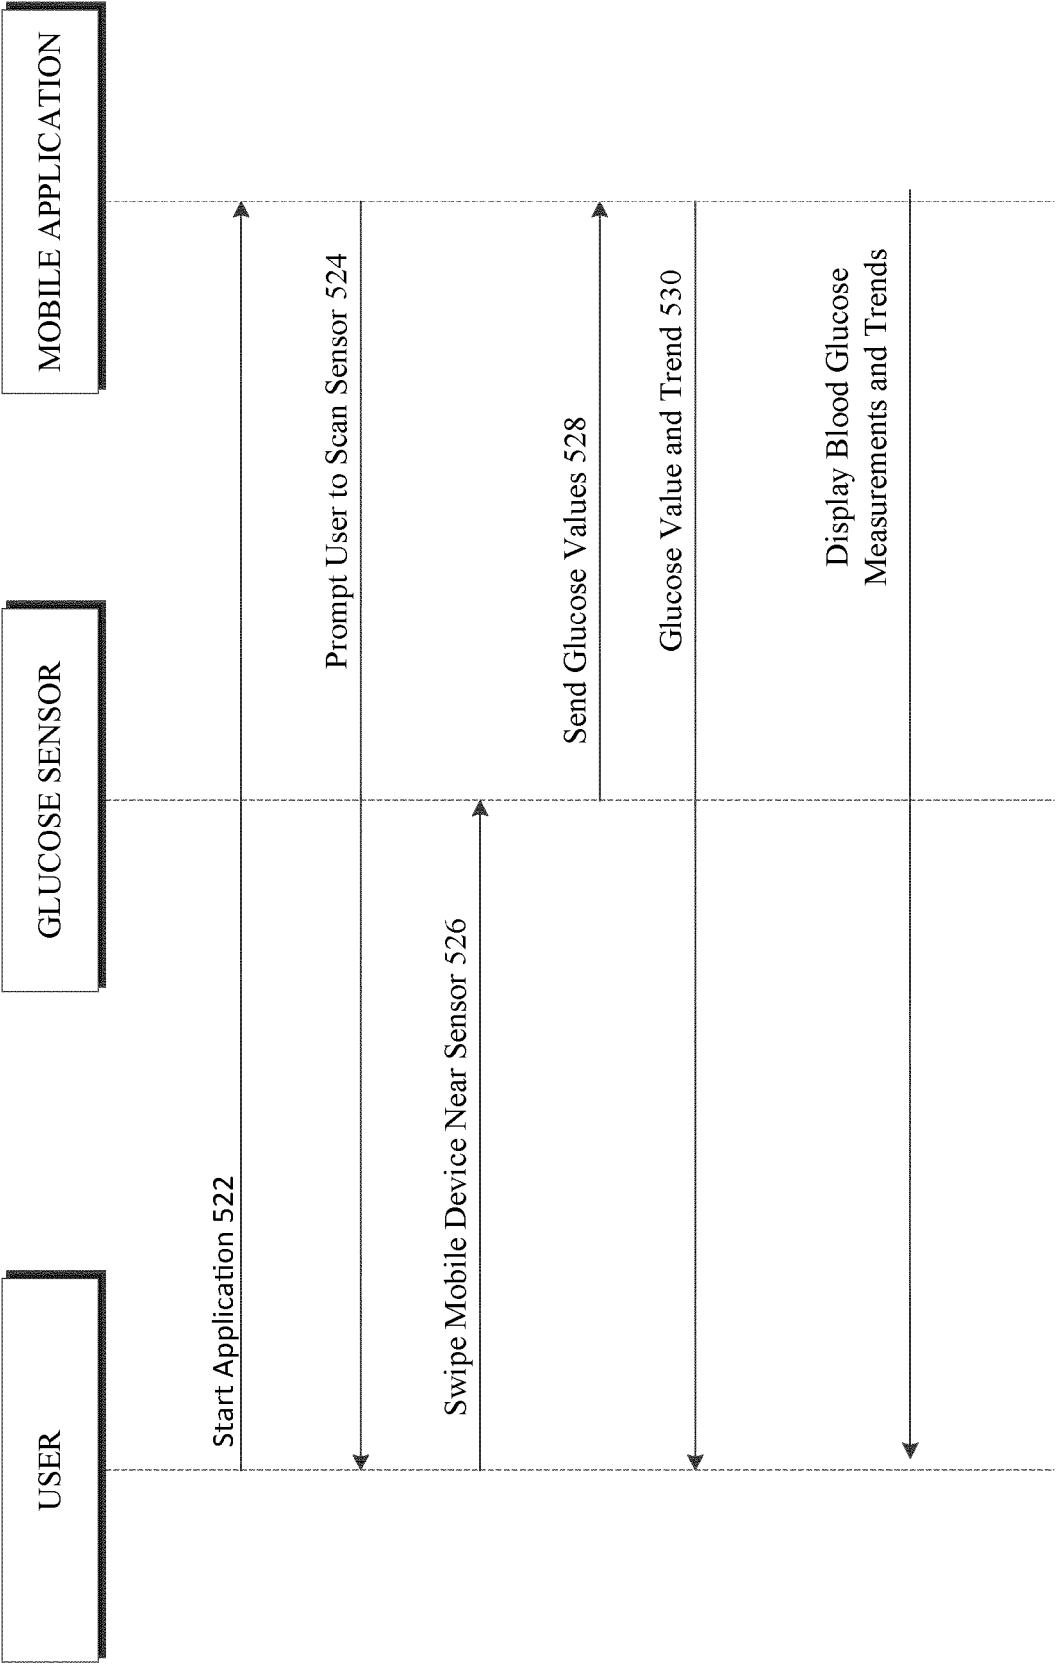 USER
GLUCOSE SENSOR
MOBILE APPLICATION
Start Application 522
Prompt User to Scan Sensor 524
Swipe Mobile Device Near Sensor 526
Send Glucose Values 528
Glucose Value and Trend 530
Display Blood Glucose
Measurements and Trends